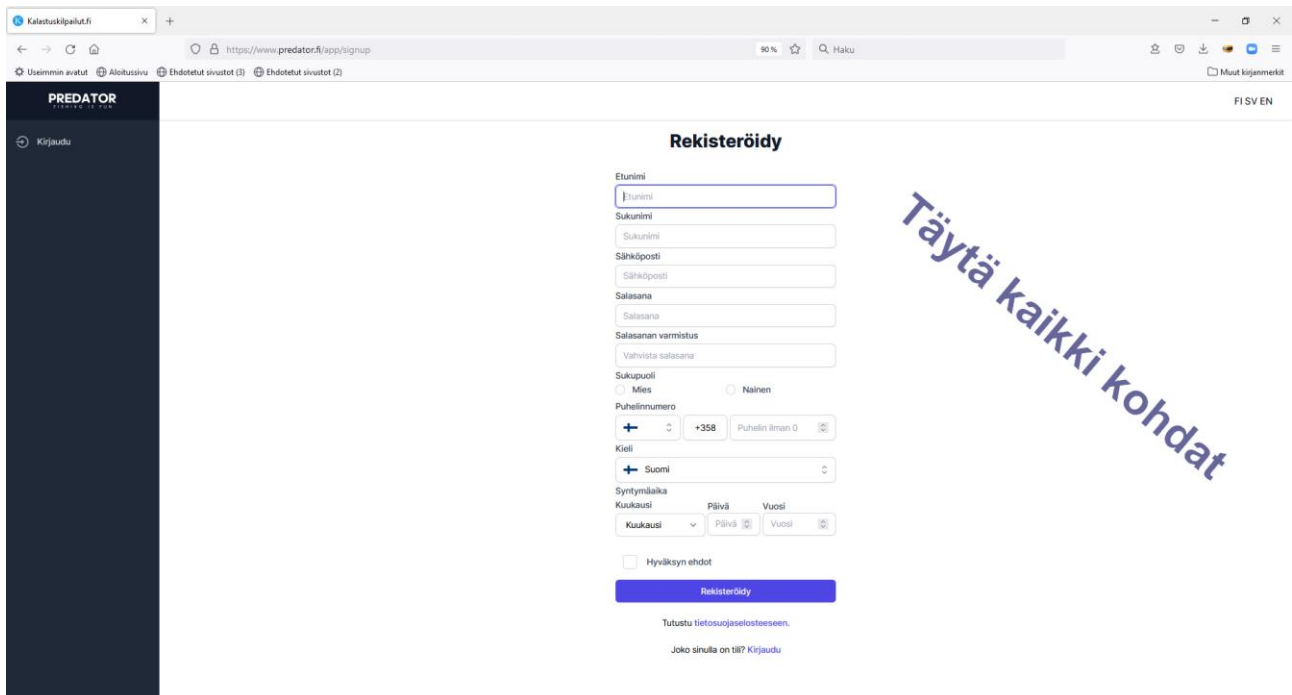 Kalastuskilpailut.fi
https://www.predator.fi/app/signup
90 %
Haku
Useimmin avatut
Aloitussivu
Ehdotetut sivustot (3)
Ehdotetut sivustot (2)
Muut kirjanmerkit
PREDATOR
FISHING IS FUN
FI SV EN
Kirjaudu
Rekisteröidy
Etunimi
Etunimi
Sukunimi
Sukunimi
Sähköposti
Sähköposti
Salasana
Salasana
Salasanan varmistus
Vahvista salasana
Sukupuoli
Mies Nainen
Puhelinnumero
+358 Puhelin ilman 0
Kieli
Suomi
Syntymäaika
Kuukausi Päivä Vuosi
Kuukausi Päivä Vuosi
Hyväksyn ehdot
Rekisteröidy
Tutustu tietosuojaselosteeseen.
Joko sinulla on tili? Kirjaudu
Täytä kaikki kohdat